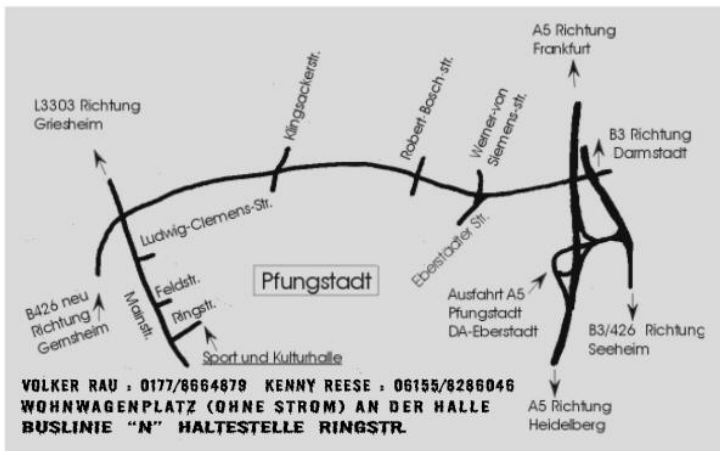 A5 Richtung
Frankfurt
L3303 Richtung
Griesheim
Klingsackerstr.
Robert-Bosch-str.
Werner-von
Siemens-str.
B3 Richtung
Darmstadt
Ludwig-Clemens-Str.
Eberstadter Str.
Pfungstadt
B426 neu
Richtung
Gernsheim
Mainstr.
Feldstr.
Ringstr.
Ausfahrt A5
Pfungstadt
DA-Eberstadt
B3/426 Richtung
Seeheim
Sport und Kulturhalle
VOLKER RAU : 0177/8664879 KENNY REESE : 06155/8286046
WOHNWAGENPLATZ (OHNE STROM) AN DER HALLE
BUSLINIE "N" HALTESTELLE RINGSTR.
A5 Richtung
Heidelberg